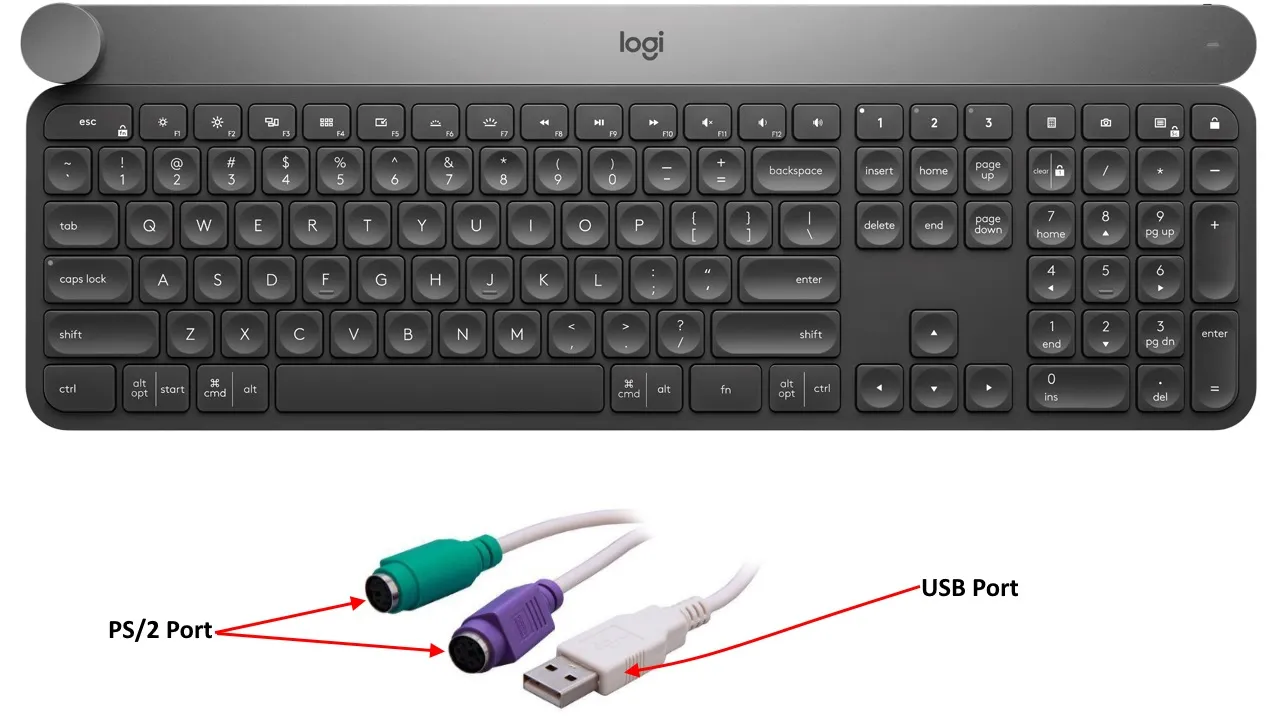 logi
esc Fn F1 F2 F3 F4 F5 F6 F7 F8 F9 F10 F11 F12 1 2 3
~ ` ! 1 @ 2 # 3 $ 4 % 5 ^ 6 & 7 * 8 ( 9 ) 0 _ - + = backspace insert home page up clear / * −
tab Q W E R T Y U I O P { [ } ] | \ delete end page down 7 home 8 9 pg up +
caps lock A S D F G H J K L : ; “ ‘ enter 4 5 6
shift Z X C V B N M < , > . ? / shift 1 end 2 3 pg dn enter =
ctrl alt opt start ⌘ cmd alt ⌘ cmd alt fn alt opt ctrl 0 ins . del
USB Port
PS/2 Port